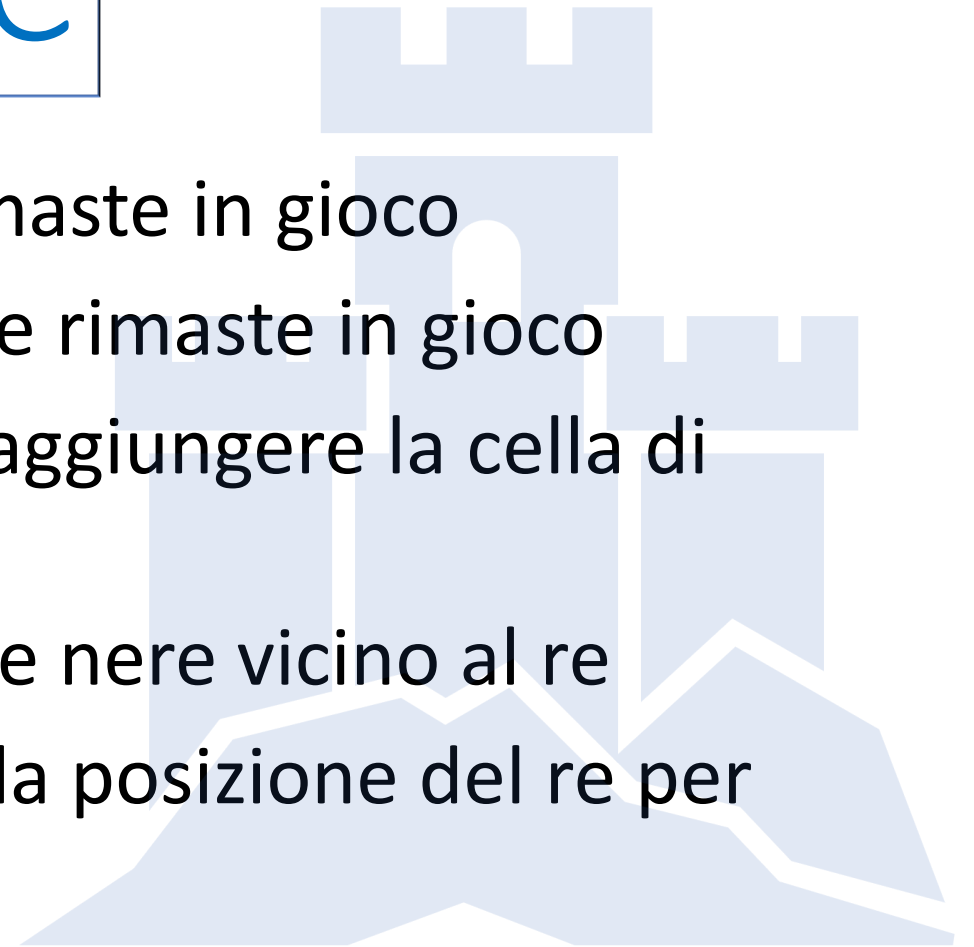 C
maste in gioco
e rimaste in gioco
aggiungere la cella di
e nere vicino al re
la posizione del re per